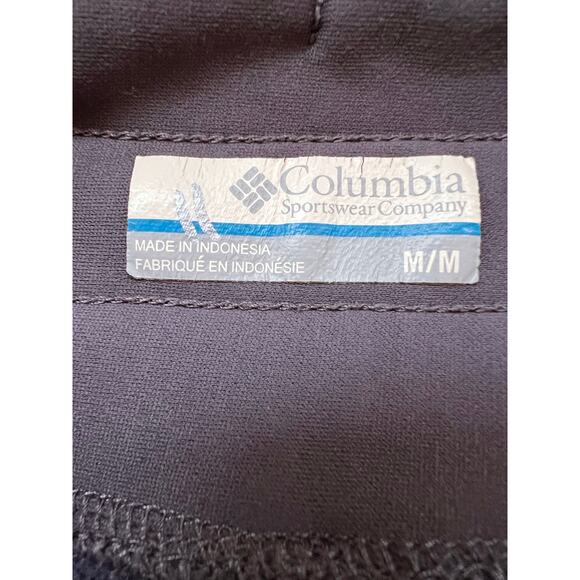 Columbia
Sportswear Company
MADE IN INDONESIA
FABRIQUÉ EN INDONÉSIE
M/M